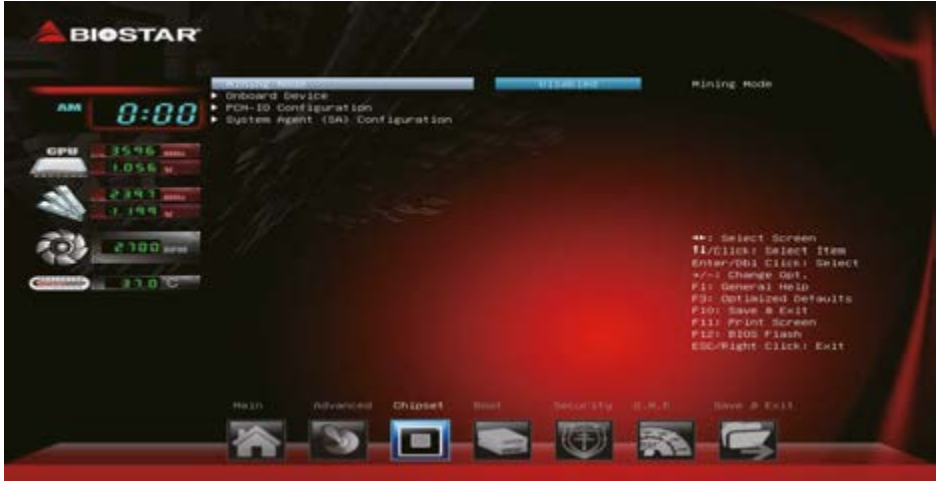 BIOSTAR
Mining Mode Disabled Mining Mode
Onboard Device
PCH-IO Configuration
System Agent (SA) Configuration
AM 0:00
CPU 3596 MHz
1.056 V
2397 MHz
1.199 V
2700 RPM
37.0 °C
: Select Screen
/Click: Select Item
Enter/Dbl Click: Select
+/-: Change Opt.
F1: General Help
F3: Optimized Defaults
F10: Save & Exit
F11: Print Screen
F12: BIOS Flash
ESC/Right Click: Exit
Main Advanced Chipset Boot Security O.N.E Save & Exit